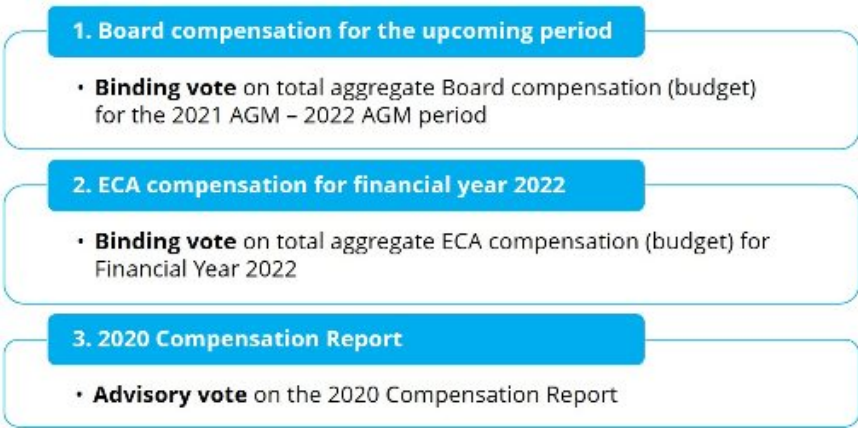 1. Board compensation for the upcoming period
• Binding vote on total aggregate Board compensation (budget)
for the 2021 AGM – 2022 AGM period
2. ECA compensation for financial year 2022
• Binding vote on total aggregate ECA compensation (budget) for
Financial Year 2022
3. 2020 Compensation Report
• Advisory vote on the 2020 Compensation Report